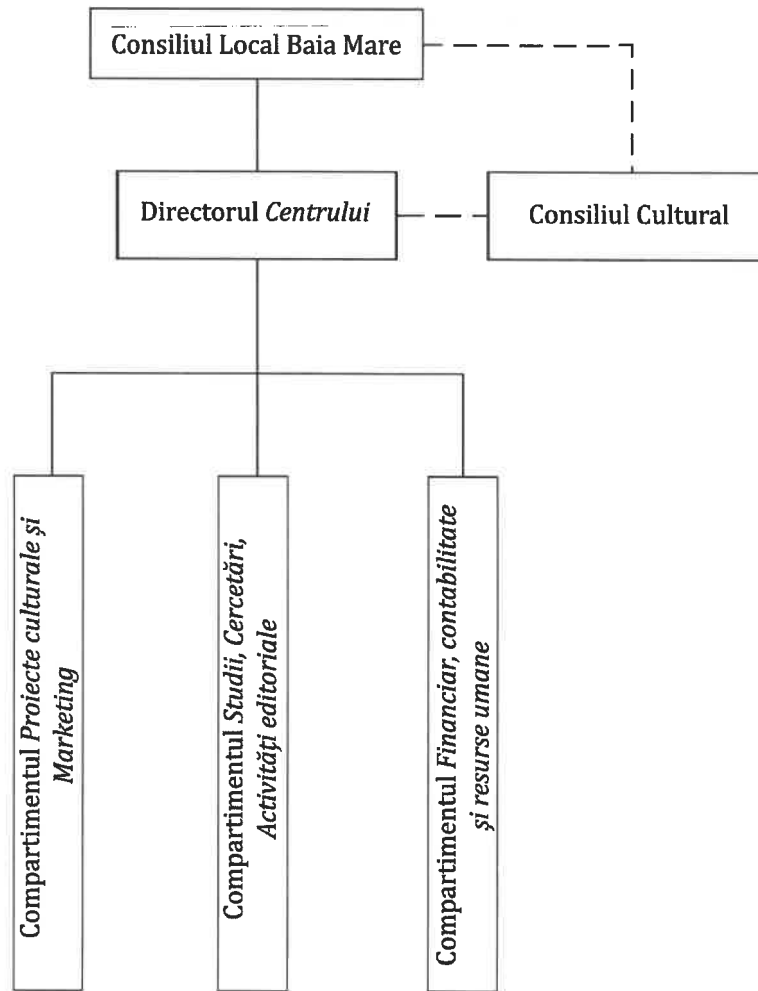 Consiliul Local Baia Mare
Directorul Centrului
Consiliul Cultural
Compartimentul Proiecte culturale și
Marketing
Compartimentul Studii, Cercetări,
Activități editoriale
Compartimentul Financiar, contabilitate
și resurse umane